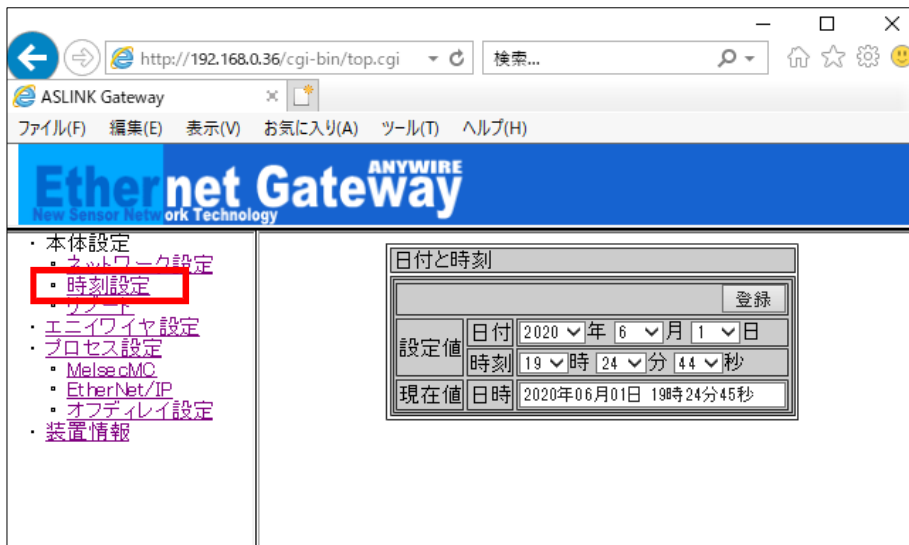 http://192.168.0.36/cgi-bin/top.cgi
検索...
ASLINK Gateway
ファイル(F) 編集(E) 表示(V) お気に入り(A) ツール(T) ヘルプ(H)
Ethernet Gateway
ANYWIRE
New Sensor Network Technology
・本体設定
ネットワーク設定
時刻設定
リブート
・エニイワイヤ設定
・プロセス設定
MelsecMC
EtherNet/IP
オフディレイ設定
・装置情報
日付と時刻
登録
設定値 日付 2020 年 6 月 1 日
時刻 19 時 24 分 44 秒
現在値 日時 2020年06月01日 19時24分45秒